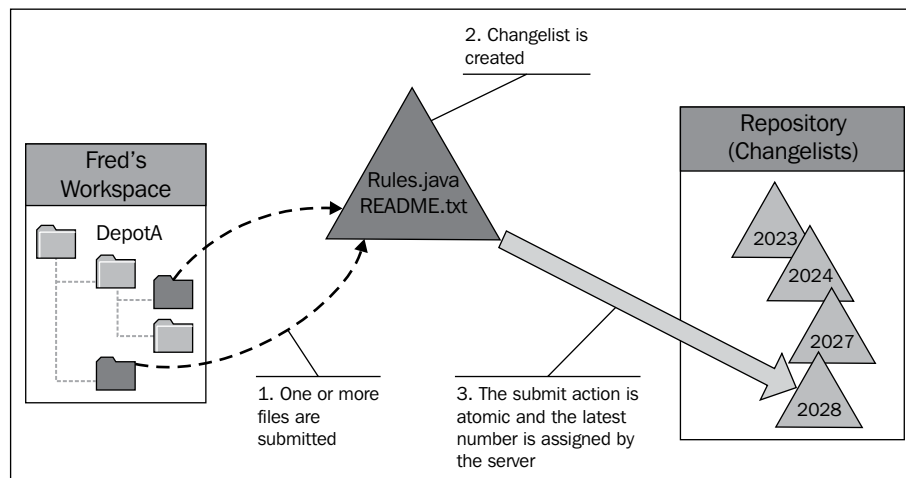 2. Changelist is
created
Fred's
Workspace
DepotA
Rules.java
README.txt
Repository
(Changelists)
2023
2024
2027
2028
1. One or more
files are
submitted
3. The submit action is
atomic and the latest
number is assigned by
the server